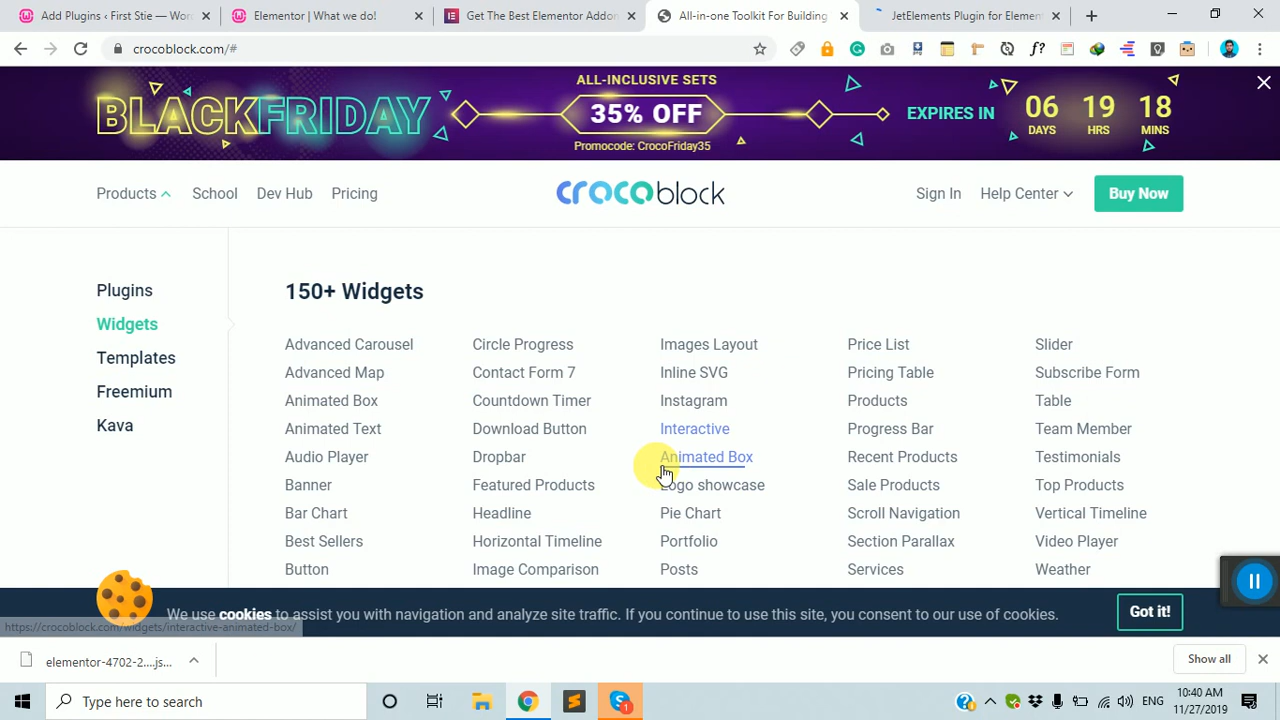 Add Plugins ‹ First Stie — W
Elementor | What we do!
Get The Best Elementor Addon
All-in-one Toolkit For Building
JetElements Plugin for Element
crocoblock.com/#
BLACKFRIDAY
ALL-INCLUSIVE SETS
35% OFF
Promocode: CrocoFriday35
EXPIRES IN
06 19 18
DAYS HRS MINS
Products School Dev Hub Pricing
crocoblock
Sign In Help Center Buy Now
Plugins
Widgets
Templates
Freemium
Kava
150+ Widgets
Advanced Carousel
Advanced Map
Animated Box
Animated Text
Audio Player
Banner
Bar Chart
Best Sellers
Button
Circle Progress
Contact Form 7
Countdown Timer
Download Button
Dropbar
Featured Products
Headline
Horizontal Timeline
Image Comparison
Images Layout
Inline SVG
Instagram
Interactive
Animated Box
Logo showcase
Pie Chart
Portfolio
Posts
Price List
Pricing Table
Products
Progress Bar
Recent Products
Sale Products
Scroll Navigation
Section Parallax
Services
Slider
Subscribe Form
Table
Team Member
Testimonials
Top Products
Vertical Timeline
Video Player
Weather
We use cookies to assist you with navigation and analyze site traffic. If you continue to use this site, you consent to our use of cookies.
Got it!
https://crocoblock.com/widgets/interactive-animated-box/
elementor-4702-2....js...
Show all
Type here to search
ENG
10:40 AM
11/27/2019